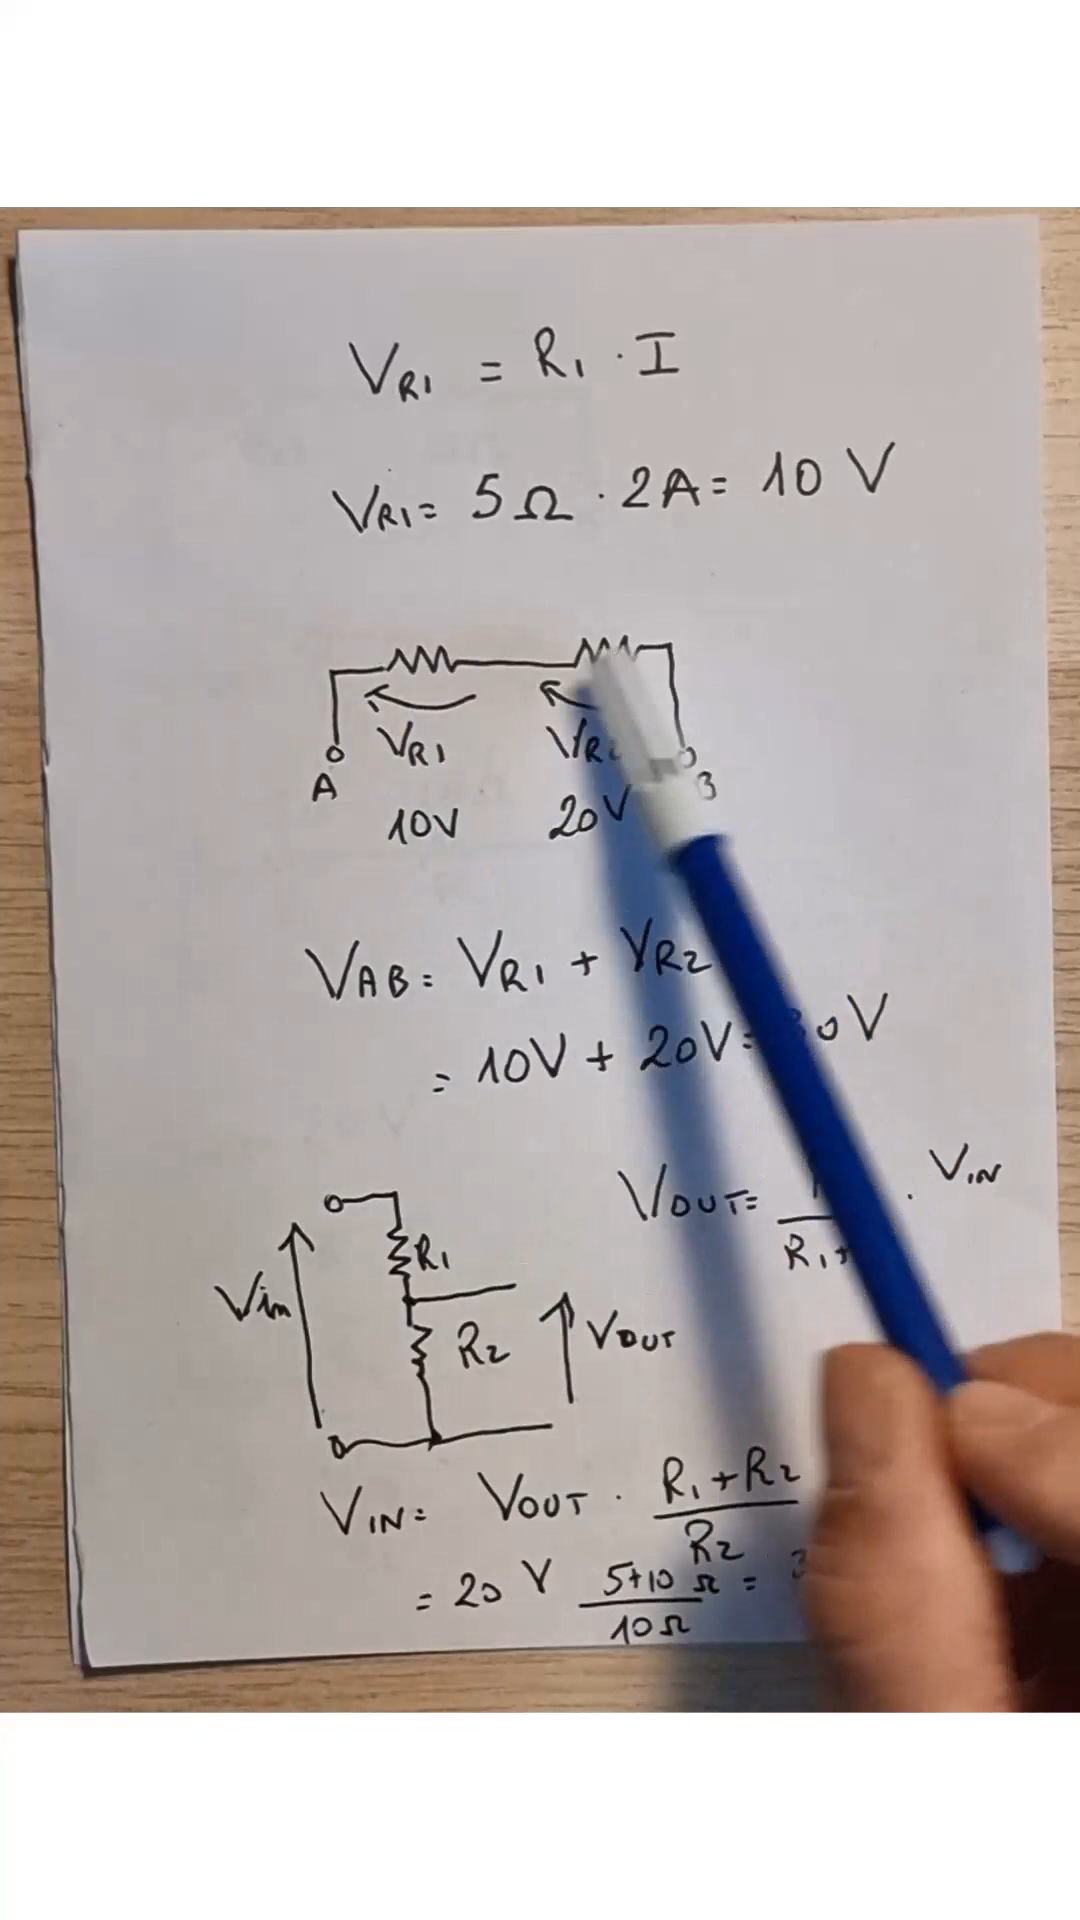 VR1 = R1 · I
VR1 = 5Ω · 2A = 10 V
VR1
A
10V 20V
VAB = VR1 + VR2
= 10V + 20V =
VOUT = · VIN
R1+
R1
Vin
R2 VOUT
VIN = VOUT · R1+R2
R2
= 20 V 5+10 Ω =
10Ω